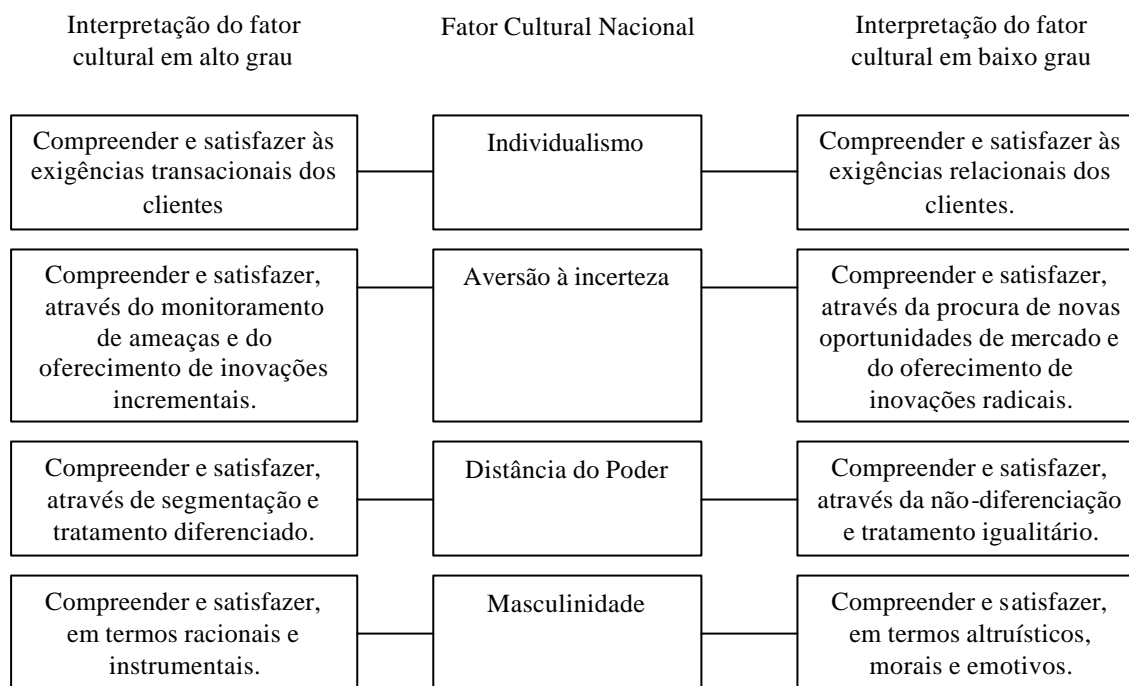 Interpretação do fator
cultural em alto grau
Fator Cultural Nacional
Interpretação do fator
cultural em baixo grau
Compreender e satisfazer às
exigências transacionais dos
clientes
Individualismo
Compreender e satisfazer às
exigências relacionais dos
clientes.
Compreender e satisfazer,
através do monitoramento
de ameaças e do
oferecimento de inovações
incrementais.
Aversão à incerteza
Compreender e satisfazer,
através da procura de novas
oportunidades de mercado e
do oferecimento de
inovações radicais.
Compreender e satisfazer,
através de segmentação e
tratamento diferenciado.
Distância do Poder
Compreender e satisfazer,
através da não-diferenciação
e tratamento igualitário.
Compreender e satisfazer,
em termos racionais e
instrumentais.
Masculinidade
Compreender e satisfazer,
em termos altruísticos,
morais e emotivos.